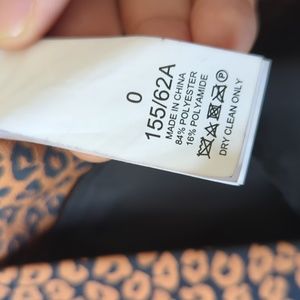 0
155/62A
MADE IN CHINA
84% POLYESTER
16% POLYAMIDE
P
DRY CLEAN ONLY